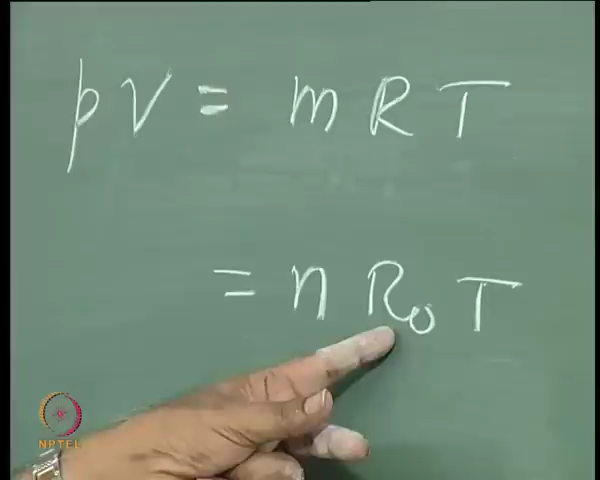 pV = mRT
= nR₀T
NPTEL